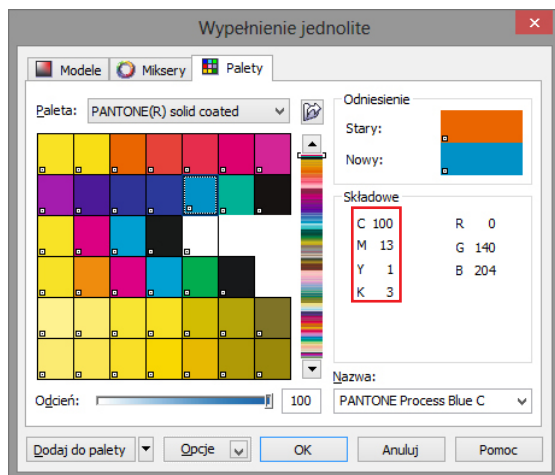 Wypełnienie jednolite
Modele Miksery Palety
Paleta: PANTONE(R) solid coated
Odniesienie
Stary:
Nowy:
Składowe
C 100 R 0
M 13 G 140
Y 1 B 204
K 3
Nazwa:
Odcień: 100 PANTONE Process Blue C
Dodaj do palety Opcje OK Anuluj Pomoc